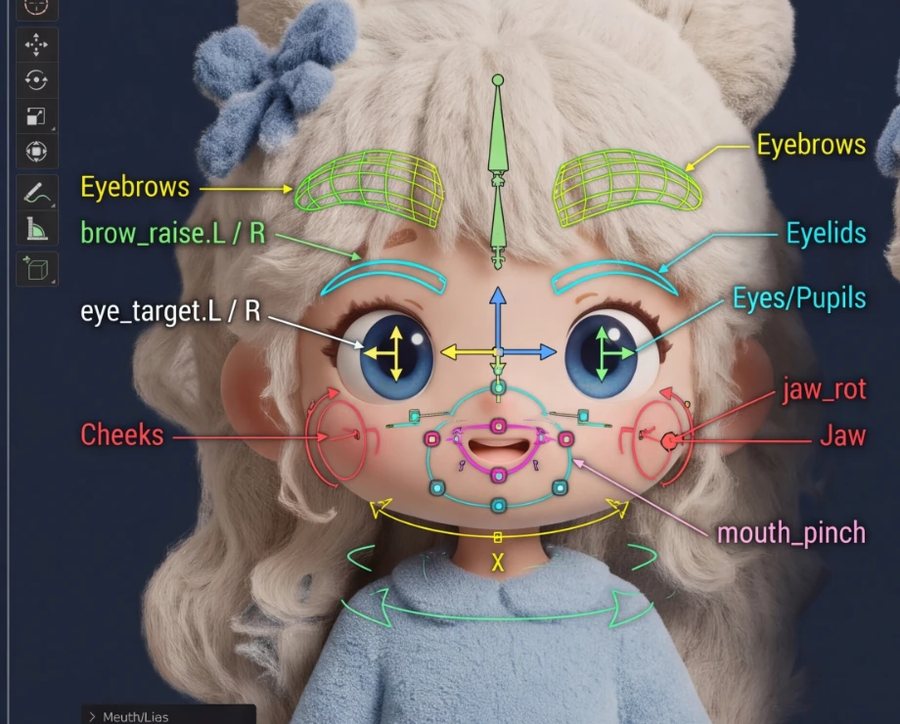 Eyebrows
Eyebrows
brow_raise.L / R
Eyelids
eye_target.L / R
Eyes/Pupils
jaw_rot
Cheeks
Jaw
mouth_pinch
X
> Meuth/Lias